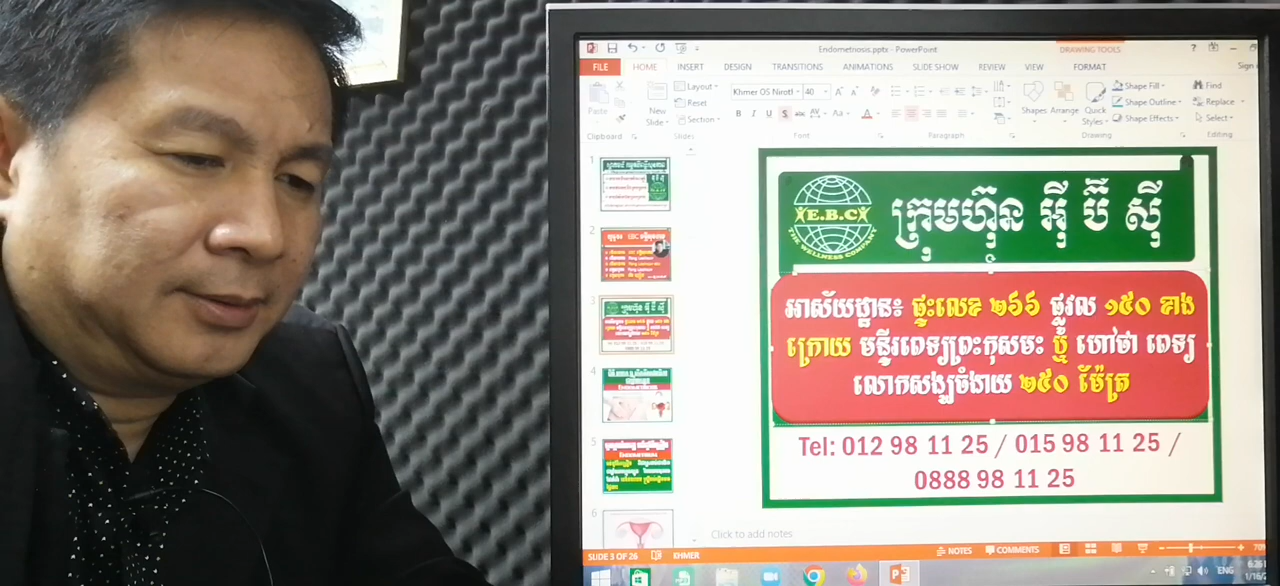 Endometriosis.pptx - PowerPoint
DRAWING TOOLS
FILE HOME INSERT DESIGN TRANSITIONS ANIMATIONS SLIDE SHOW REVIEW VIEW FORMAT
Paste
New
Slide
Layout
Reset
Section
Khmer OS Nirotl 40
Shapes Arrange Quick
Styles
Shape Fill
Shape Outline
Shape Effects
Find
Replace
Select
Clipboard Slides Font Paragraph Drawing Editing
1
2
3
4
5
6
E.B.C
THE WELLNESS COMPANY
ក្រុមហ៊ុន អ៊ី ប៊ី ស៊ី
អាស័យដ្ឋាន៖ ផ្ទះលេខ ២៦៦ ផ្លូវលេ ១៥០ ខាង
ក្រោយ មន្ទីរពេទ្យព្រះកុសមះ ឬ ហៅថា ពេទ្យ
លោកសង្ឃចំងាយ ២៥០ ម៉ែត្រ
Tel: 012 98 11 25 / 015 98 11 25 /
0888 98 11 25
Click to add notes
SLIDE 3 OF 26 KHMER NOTES COMMENTS
ENG